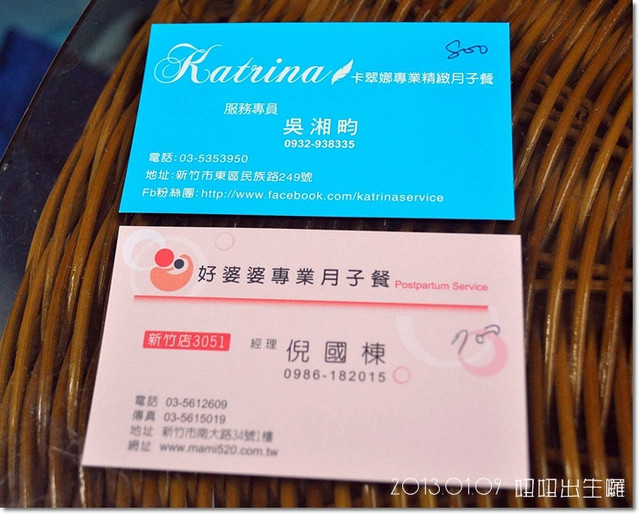 Katrina 卡翠娜專業精緻月子餐
800
服務專員
吳湘畇
0932-938335
電話:03-5353950
地址:新竹市東區民族路249號
Fb粉絲團:http://www.facebook.com/katrinaservice
好婆婆專業月子餐 Postpartum Service
新竹店3051 經理 倪國棟
700
0986-182015
電話 03-5612609
傳真 03-5615019
地址 新竹市南大路34號1樓
網址 www.mami520.com.tw
2013.01.09 妞妞出生囉